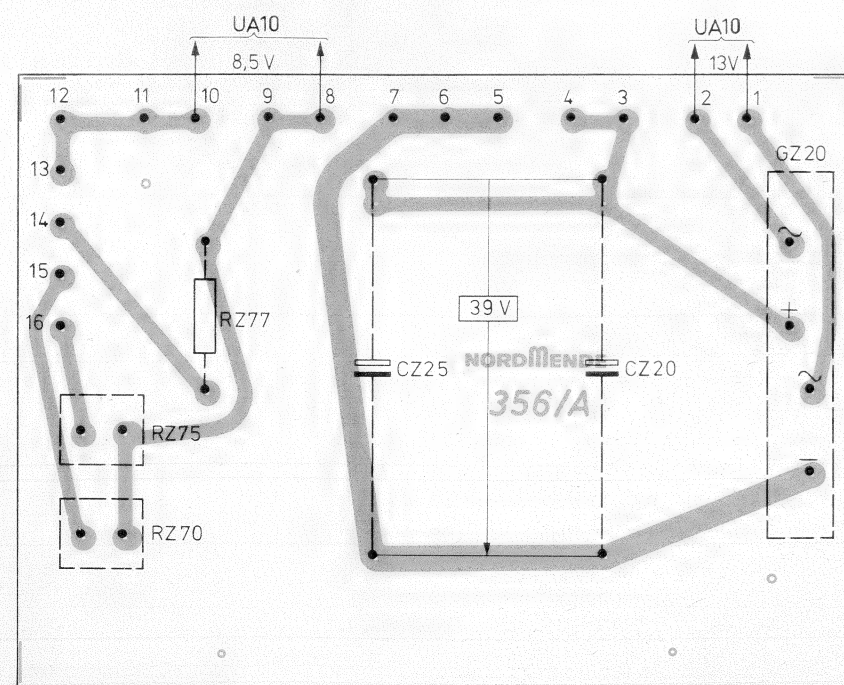 UA10
UA10
8,5 V
13V
12 11 10 9 8 7 6 5 4 3 2 1
GZ20
13
14
~
15
39 V
+
16
RZ77
NORDMENDE
CZ25
CZ20
~
356/A
RZ75
–
RZ70